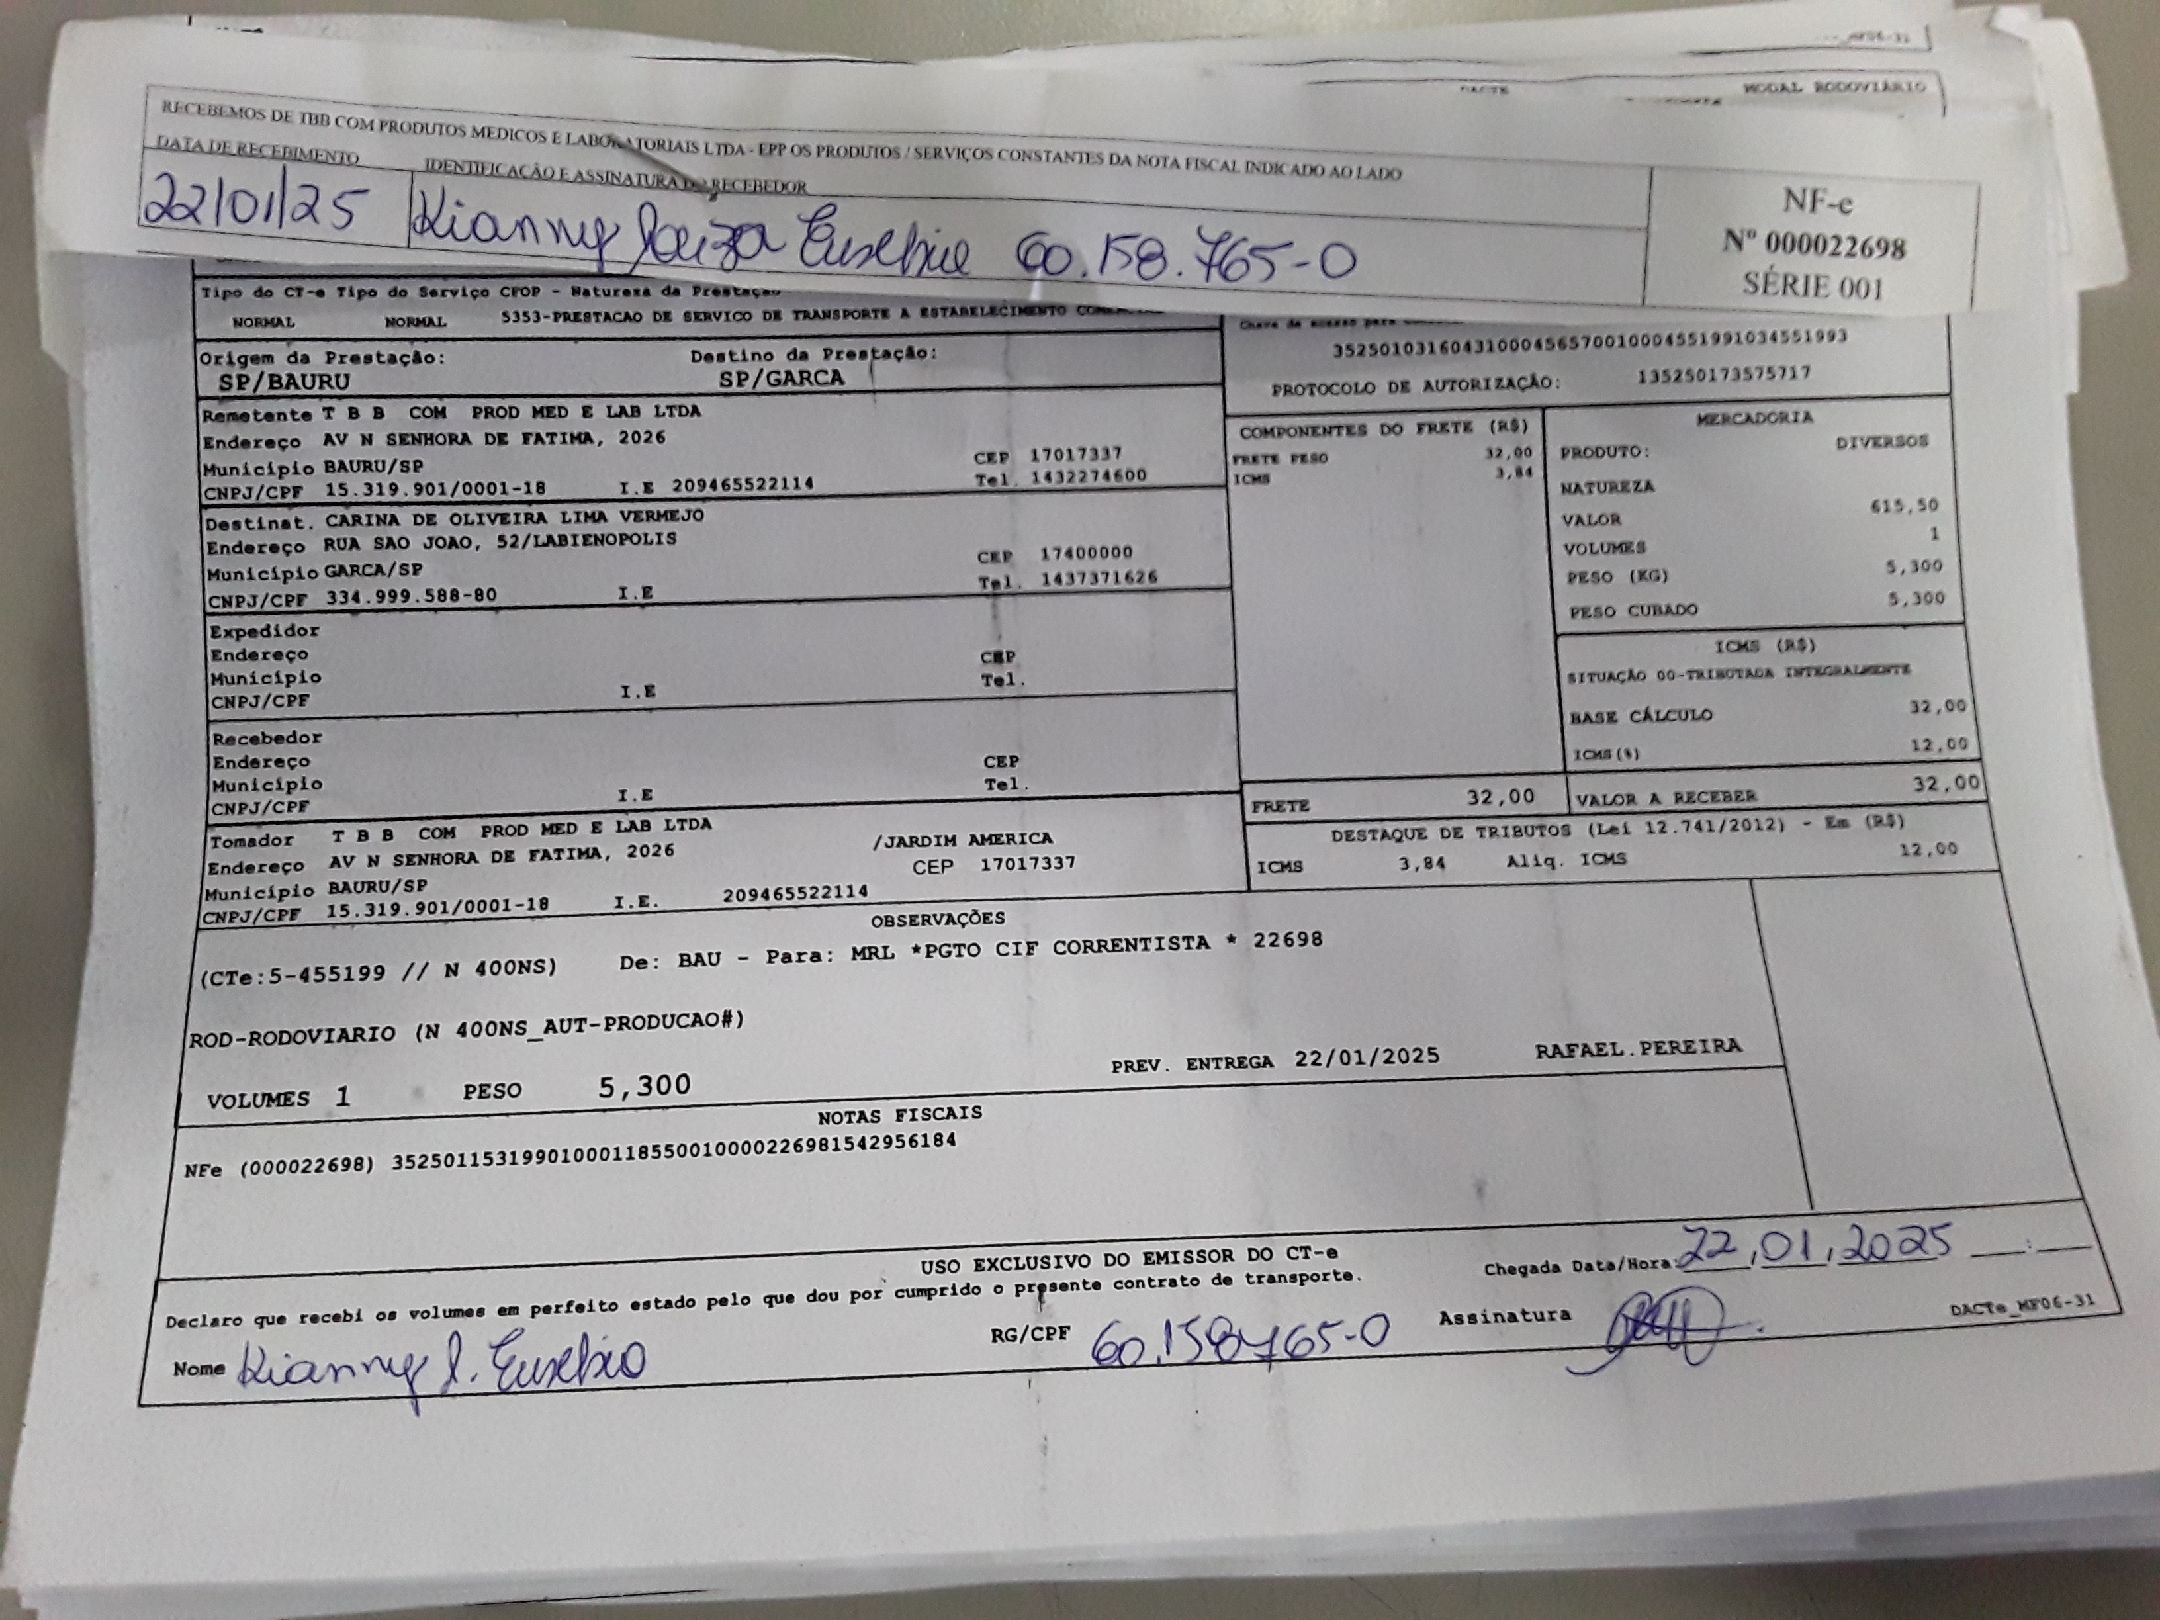 MF06-31
DACTE
MODAL RODOVIÁRIO
RECEBEMOS DE TBB COM PRODUTOS MEDICOS E LABORATORIAIS LTDA - EPP OS PRODUTOS / SERVIÇOS CONSTANTES DA NOTA FISCAL INDICADO AO LADO
DATA DE RECEBIMENTO IDENTIFICAÇÃO E ASSINATURA DO RECEBEDOR
22/01/25 Kianny Souza Eusebio 60.158.765-0
NF-e
Nº 000022698
SÉRIE 001
Tipo do CT-e Tipo do Serviço CFOP - Natureza da Prestação
NORMAL NORMAL 5353-PRESTACAO DE SERVICO DE TRANSPORTE A ESTABELECIMENTO
Chave de acesso para
35250103160431000456570010004551991034551993
PROTOCOLO DE AUTORIZAÇÃO: 135250173575717
Origem da Prestação: Destino da Prestação:
SP/BAURU SP/GARCA
Remetente T B B COM PROD MED E LAB LTDA
Endereço AV N SENHORA DE FATIMA, 2026
Município BAURU/SP CEP 17017337
CNPJ/CPF 15.319.901/0001-18 I.E 209465522114 Tel. 1432274600
Destinat. CARINA DE OLIVEIRA LIMA VERMEJO
Endereço RUA SAO JOAO, 52/LABIENOPOLIS
Município GARCA/SP CEP 17400000
CNPJ/CPF 334.999.588-80 I.E Tel. 1437371626
Expedidor
Endereço
Município CEP
CNPJ/CPF I.E Tel.
Recebedor
Endereço
Município CEP
CNPJ/CPF I.E Tel.
Tomador T B B COM PROD MED E LAB LTDA
Endereço AV N SENHORA DE FATIMA, 2026 /JARDIM AMERICA
Município BAURU/SP CEP 17017337
CNPJ/CPF 15.319.901/0001-18 I.E. 209465522114
COMPONENTES DO FRETE (R$)
FRETE PESO 32,00
ICMS 3,84
MERCADORIA
PRODUTO: DIVERSOS
NATUREZA
VALOR 615,50
VOLUMES 1
PESO (KG) 5,300
PESO CUBADO 5,300
ICMS (R$)
SITUAÇÃO 00-TRIBUTADA INTEGRALMENTE
BASE CÁLCULO 32,00
ICMS(%) 12,00
FRETE 32,00 VALOR A RECEBER 32,00
DESTAQUE DE TRIBUTOS (Lei 12.741/2012) - Em (R$)
ICMS 3,84 Aliq. ICMS 12,00
OBSERVAÇÕES
(CTe:5-455199 // N 400NS) De: BAU - Para: MRL *PGTO CIF CORRENTISTA * 22698
ROD-RODOVIARIO (N 400NS_AUT-PRODUCAO#)
VOLUMES 1 PESO 5,300 PREV. ENTREGA 22/01/2025 RAFAEL.PEREIRA
NOTAS FISCAIS
NFe (000022698) 35250115319901000118550010000226981542956184
USO EXCLUSIVO DO EMISSOR DO CT-e
Declaro que recebi os volumes em perfeito estado pelo que dou por cumprido o presente contrato de transporte.
Chegada Data/Hora: 22,01,2025 __:__
Nome Kianny S. Eusebio RG/CPF 60.158765-0 Assinatura
DACTe_MF06-31